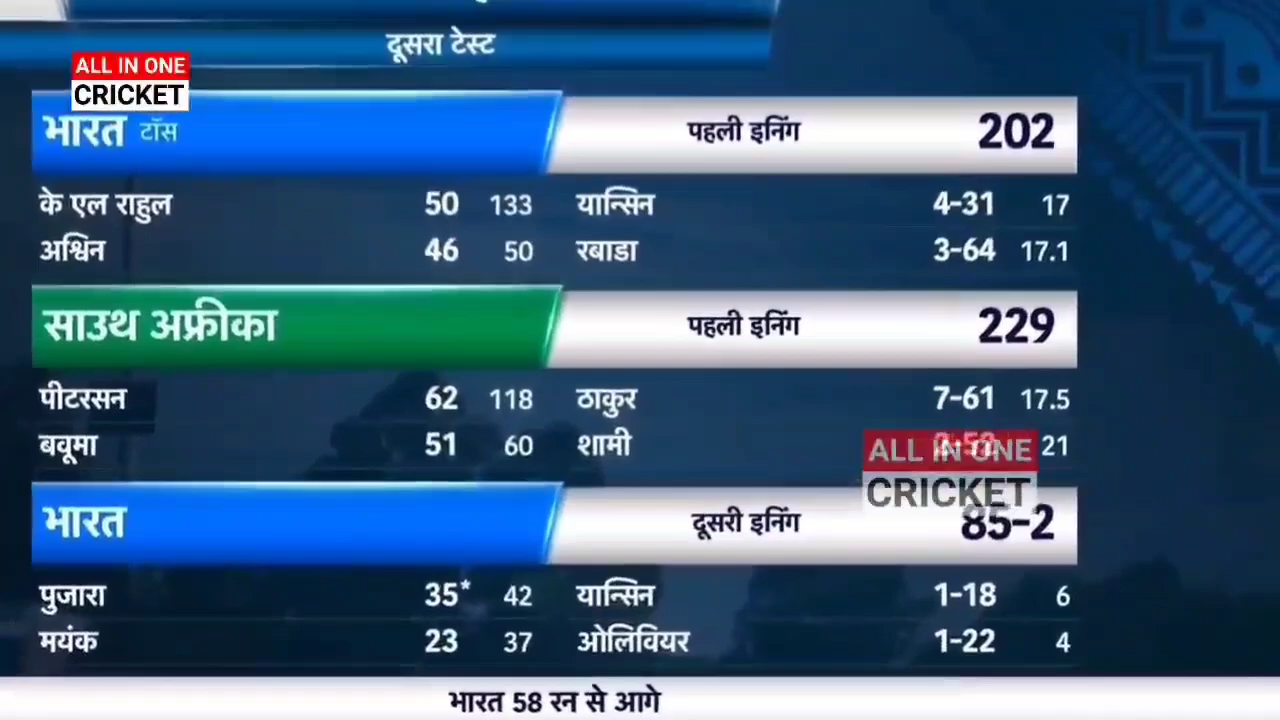 दूसरा टेस्ट
ALL IN ONE
CRICKET
भारत टॉस पहली इनिंग 202
के एल राहुल 50 133 यान्सिन 4-31 17
अश्विन 46 50 रबाडा 3-64 17.1
साउथ अफ्रीका पहली इनिंग 229
पीटरसन 62 118 ठाकुर 7-61 17.5
बवूमा 51 60 शामी 21
ALL IN ONE
CRICKET
भारत दूसरी इनिंग 85-2
पुजारा 35* 42 यान्सिन 1-18 6
मयंक 23 37 ओलिवियर 1-22 4
भारत 58 रन से आगे